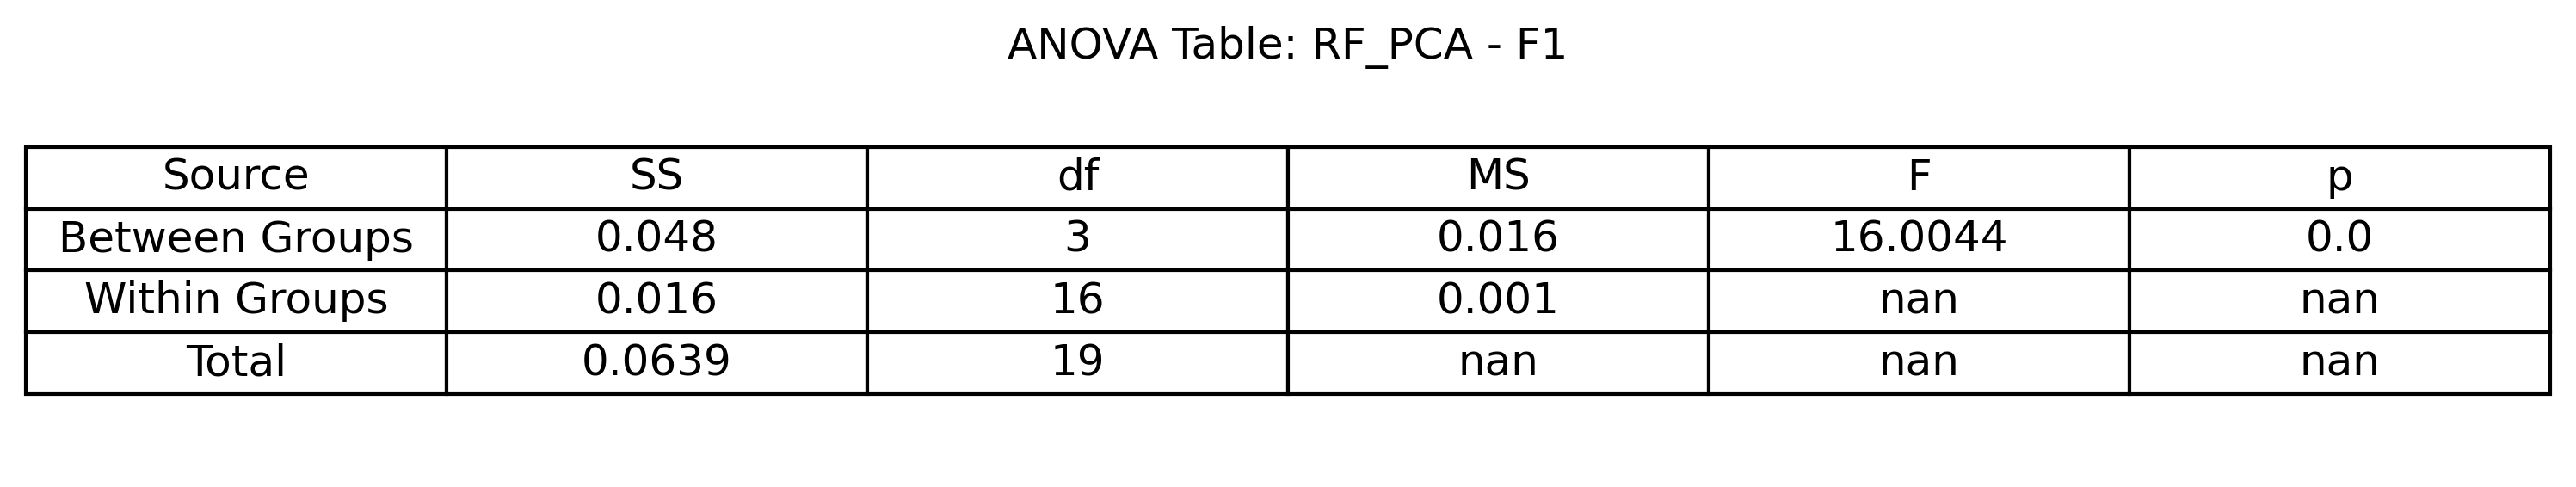 ANOVA Table: RF_PCA - F1
Source SS df MS F p
Between Groups 0.048 3 0.016 16.0044 0.0
Within Groups 0.016 16 0.001 nan nan
Total 0.0639 19 nan nan nan